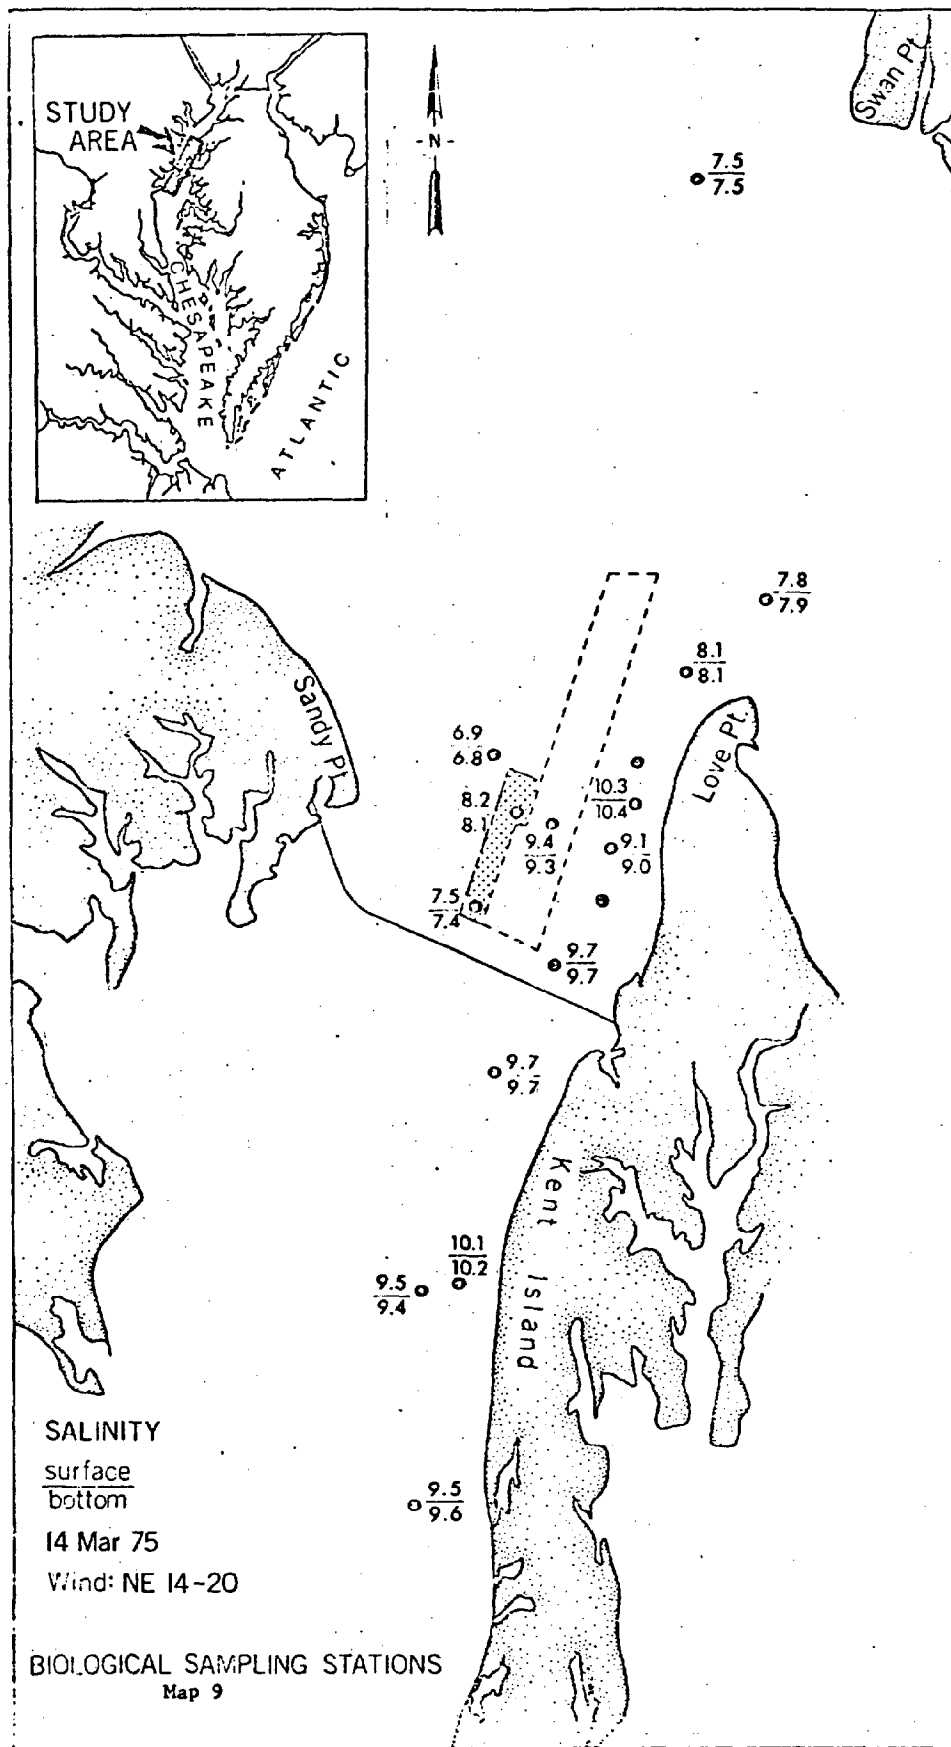 STUDY
AREA
CHESAPEAKE
ATLANTIC
-N-
Swan Pt.
7.5
7.5
7.8
7.9
8.1
8.1
Sandy Pt.
Love Pt.
6.9
6.8
8.2
8.1
10.3
10.4
9.4
9.3
9.1
9.0
7.5
7.4
9.7
9.7
9.7
9.7
Kent Island
10.1
10.2
9.5
9.4
9.5
9.6
SALINITY
surface
bottom
14 Mar 75
Wind: NE 14-20
BIOLOGICAL SAMPLING STATIONS
Map 9